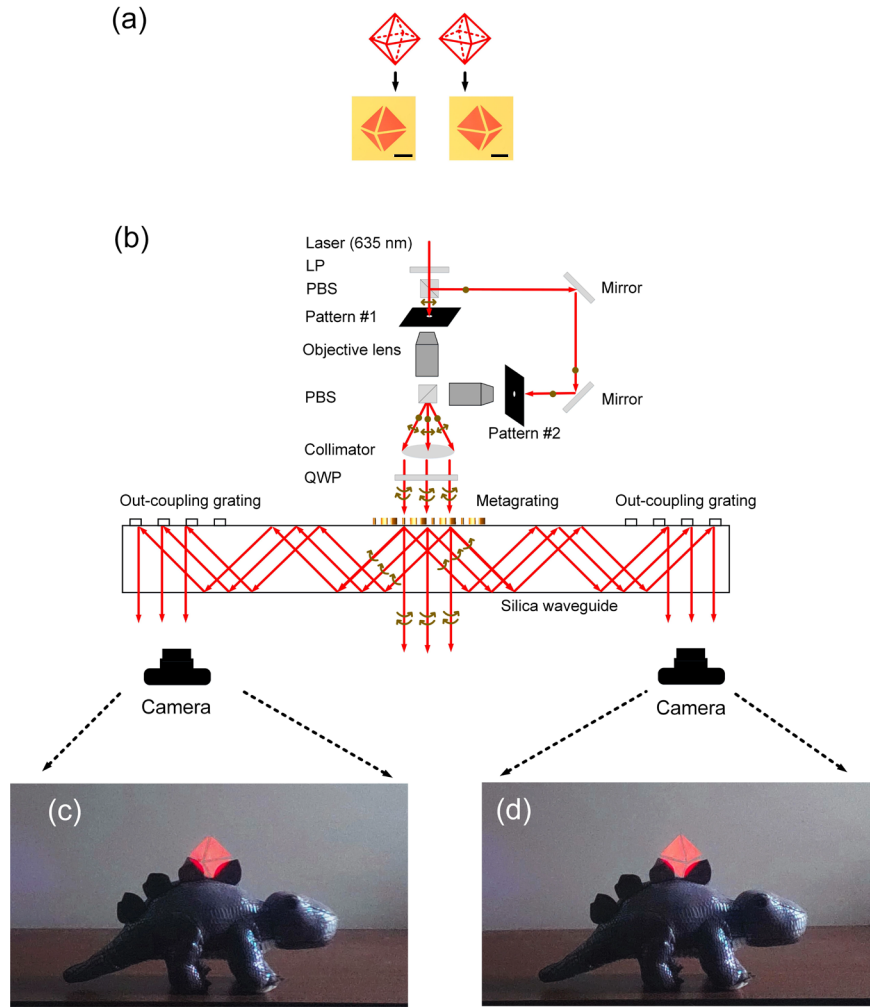 (a)
(b)
Laser (635 nm)
LP
PBS
Mirror
Pattern #1
Objective lens
PBS
Mirror
Pattern #2
Collimator
QWP
Out-coupling grating
Metagrating
Out-coupling grating
Silica waveguide
Camera
Camera
(c)
(d)